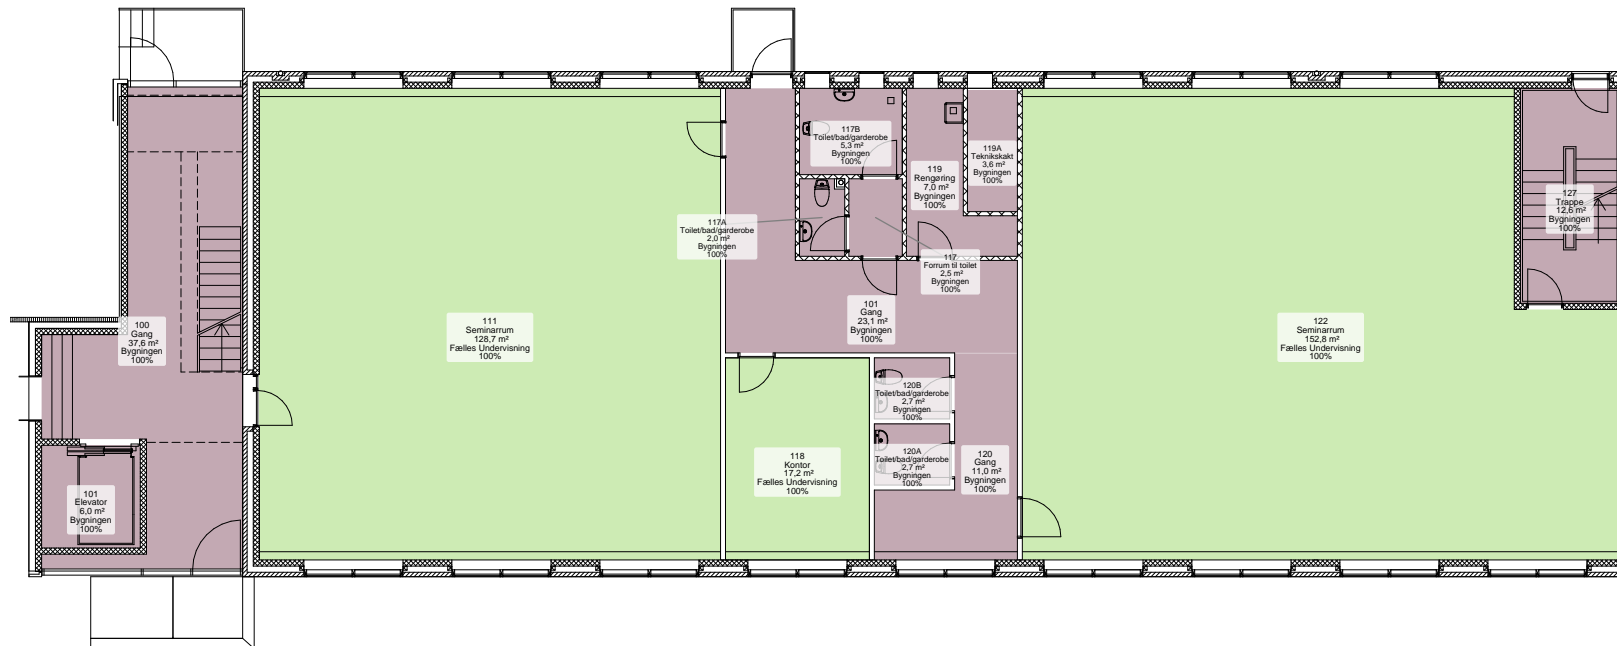 100
Gang
37,6 m²
Bygningen
100%
101
Elevator
6,0 m²
Bygningen
100%
111
Seminarrum
128,7 m²
Fælles Undervisning
100%
117B
Toilet/bad/garderobe
5,3 m²
Bygningen
100%
117A
Toilet/bad/garderobe
2,0 m²
Bygningen
100%
119
Rengøring
7,0 m²
Bygningen
100%
119A
Teknikskakt
3,6 m²
Bygningen
100%
117
Forrum til toilet
2,5 m²
Bygningen
100%
101
Gang
23,1 m²
Bygningen
100%
118
Kontor
17,2 m²
Fælles Undervisning
100%
120B
Toilet/bad/garderobe
2,7 m²
Bygningen
100%
120A
Toilet/bad/garderobe
2,7 m²
Bygningen
100%
120
Gang
11,0 m²
Bygningen
100%
122
Seminarrum
152,8 m²
Fælles Undervisning
100%
127
Trappe
12,6 m²
Bygningen
100%